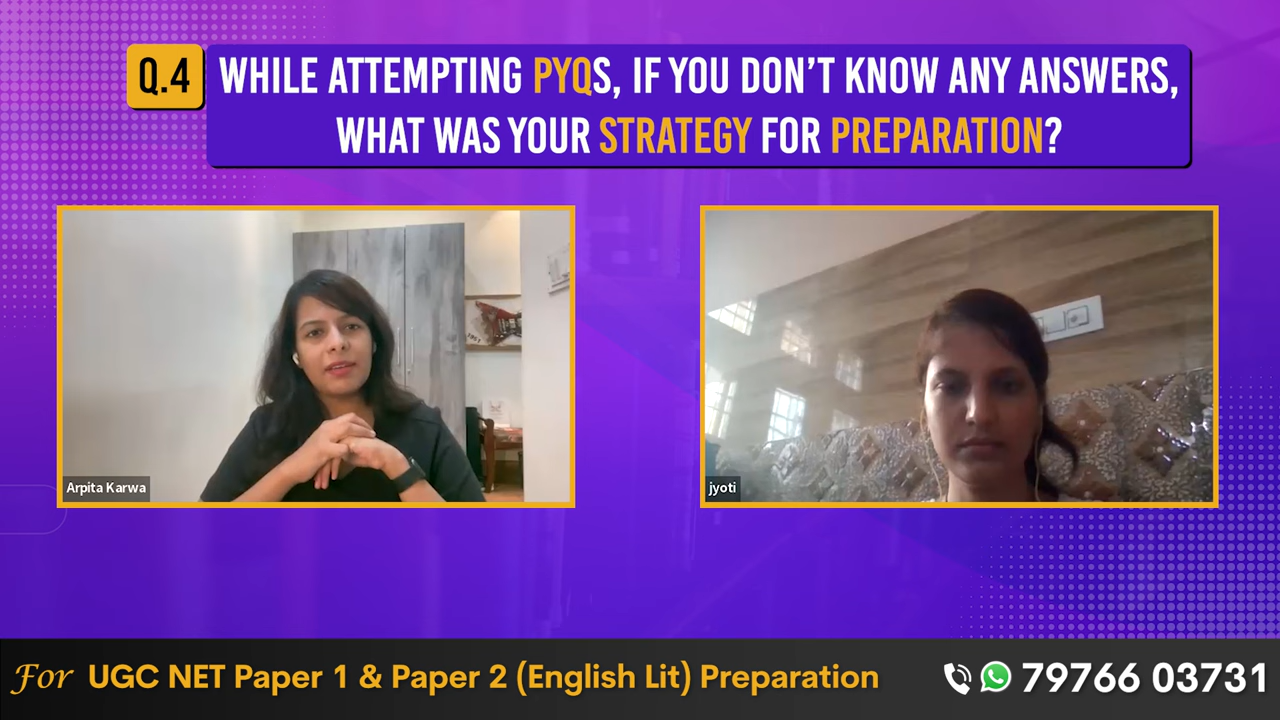 Q.4
WHILE ATTEMPTING PYQS, IF YOU DON'T KNOW ANY ANSWERS,
WHAT WAS YOUR STRATEGY FOR PREPARATION?
Arpita Karwa
jyoti
For UGC NET Paper 1 & Paper 2 (English Lit) Preparation
79766 03731